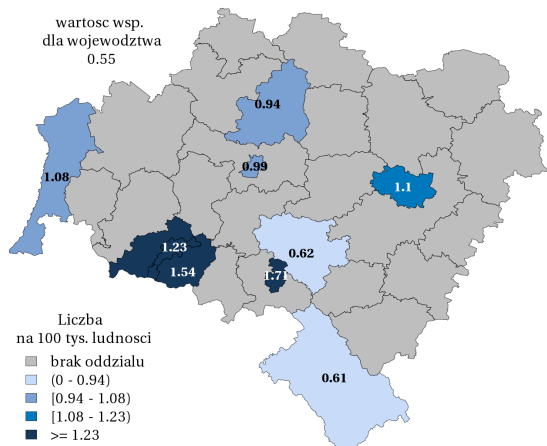 wartosc wsp.
dla wojewodztwa
0.55
0.94
0.99
1.08
1.1
1.23
0.62
1.54
1.71
0.61
Liczba
na 100 tys. ludnosci
brak oddzialu
(0 - 0.94)
[0.94 - 1.08)
[1.08 - 1.23)
>= 1.23